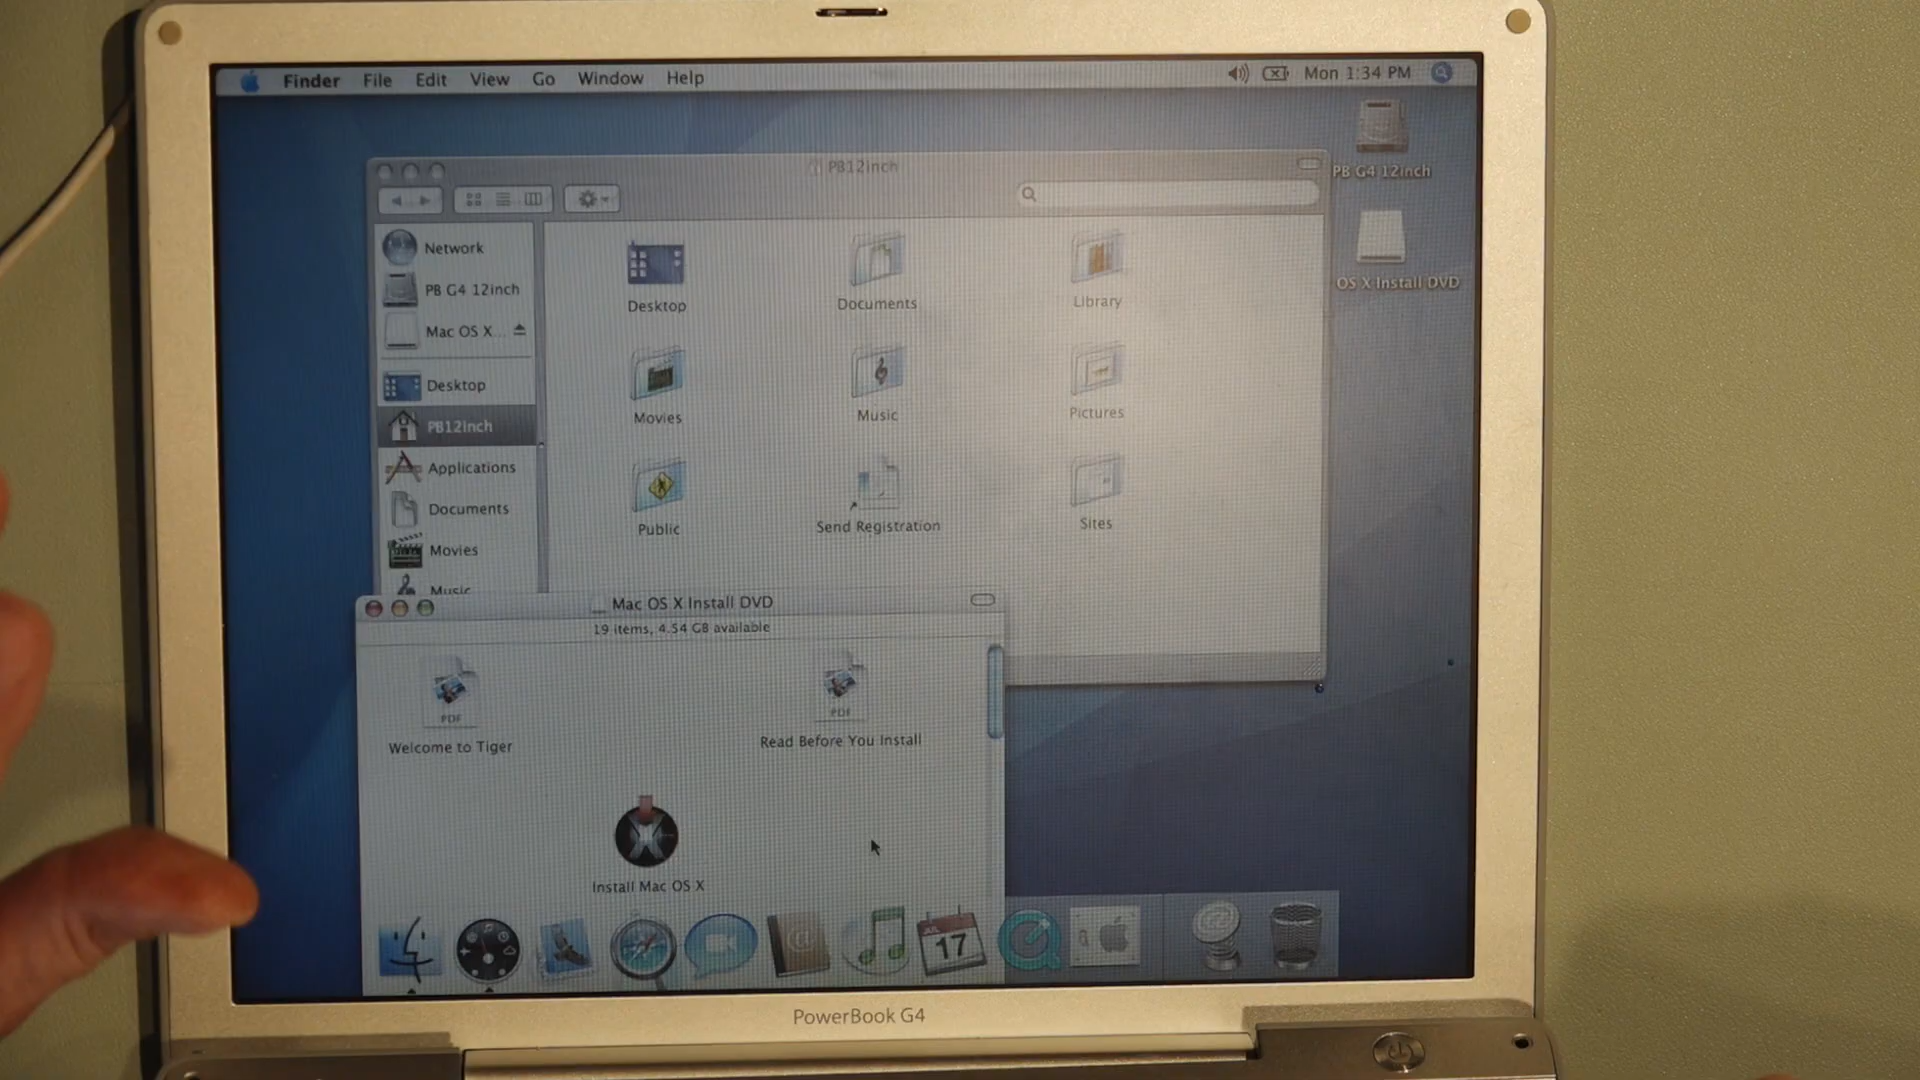 Finder File Edit View Go Window Help Mon 1:34 PM
PB12inch
PB G4 12inch
OS X Install DVD
Network
PB G4 12inch
Mac OS X...
Desktop
PB12inch
Applications
Documents
Movies
Music
Desktop Documents Library
Movies Music Pictures
Public Send Registration Sites
Mac OS X Install DVD
19 items, 4.54 GB available
PDF PDF
Welcome to Tiger Read Before You Install
Install Mac OS X
JUL
17
PowerBook G4